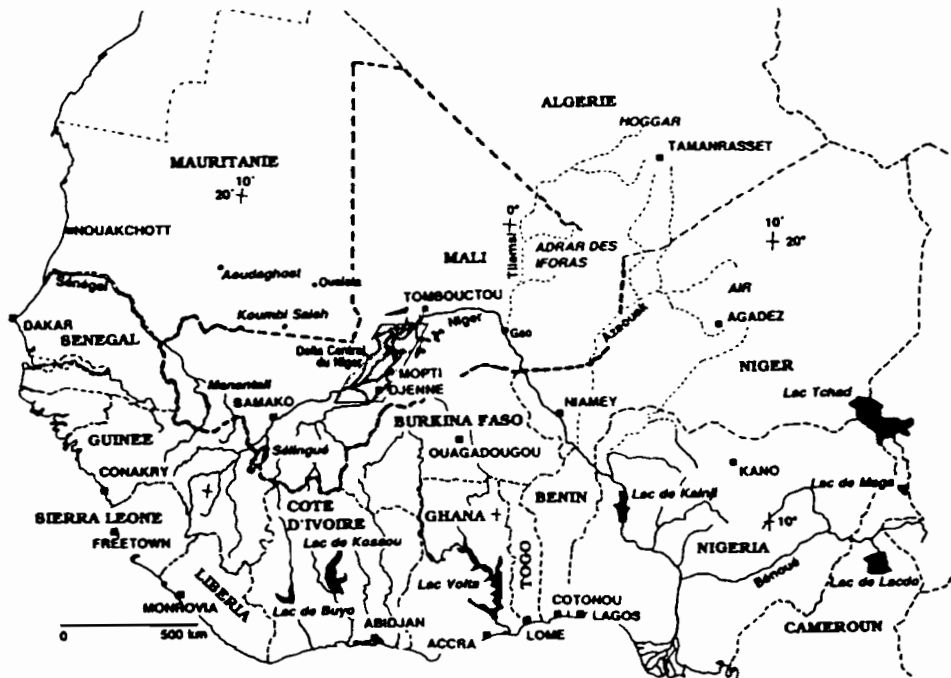 ALGERIE
HOGGAR
TAMANRASSET
MAURITANIE
10°
20°
NOUAKCHOTT
0°
Tilemsi
ADRAR DES
IFORAS
10°
20°
MALI
Aoudaghost
Oualata
Sénégal
AIR
TOMBOUCTOU
Koumbi Saleh
R. Niger
Gao
Azaouak
AGADEZ
DAKAR
SENEGAL
Delta Central
du Niger
MOPTI
DJENNE
NIGER
Lac Tchad
Manantali
BAMAKO
NIAMEY
BURKINA FASO
GUINEE
Sélingué
OUAGADOUGOU
KANO
CONAKRY
BENIN
Lac de Kainji
Lac de Maga
SIERRA LEONE
COTE
D'IVOIRE
GHANA
10°
FREETOWN
Lac de Kossou
NIGERIA
LIBERIA
Lac Volta
TOGO
Bénoué
Lac de Lacdo
MONROVIA
Lac de Buyo
COTONOU
LAGOS
ABIDJAN
ACCRA
LOME
CAMEROUN
0
500 km